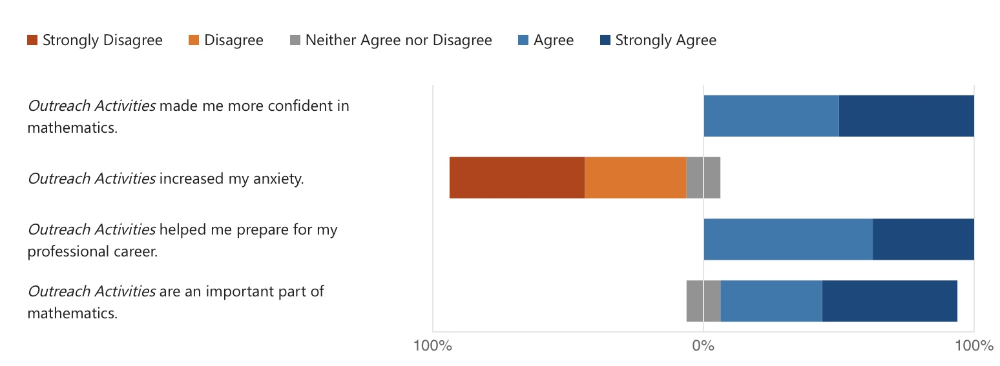 Strongly Disagree Disagree Neither Agree nor Disagree Agree Strongly Agree
Outreach Activities made me more confident in
mathematics.
Outreach Activities increased my anxiety.
Outreach Activities helped me prepare for my
professional career.
Outreach Activities are an important part of
mathematics.
100% 0% 100%